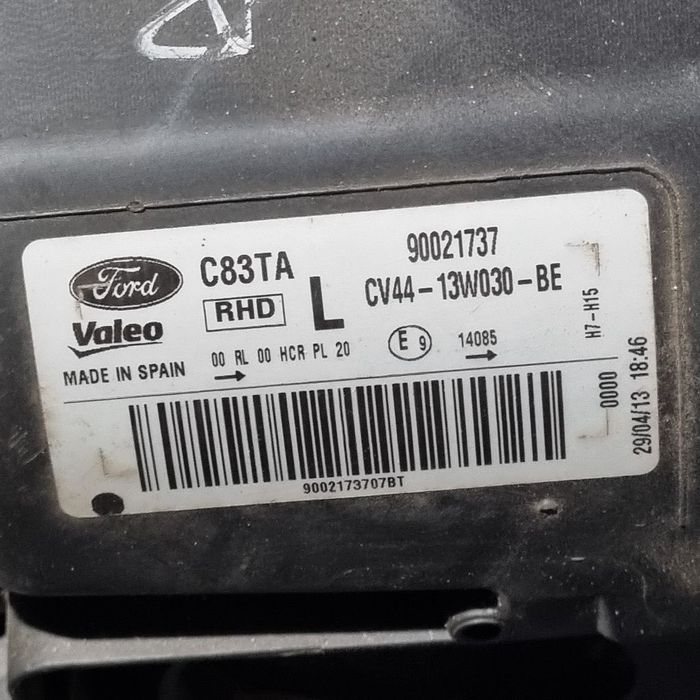 Ford
C83TA
90021737
Valeo
RHD
L
CV44-13W030-BE
MADE IN SPAIN
00 RL 00 HCR PL 20
E 9
14085
H7-H15
0000
29/04/13 18:46
9002173707BT